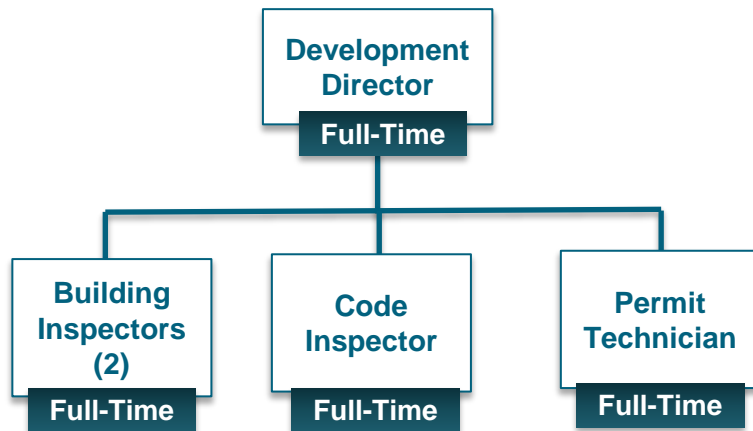 Development
Director
Full-Time
Building
Inspectors
(2)
Full-Time
Code
Inspector
Full-Time
Permit
Technician
Full-Time